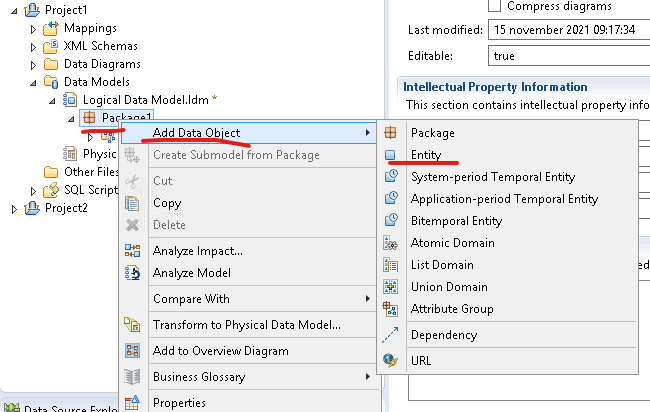 Project1
Mappings
XML Schemas
Data Diagrams
Data Models
Logical Data Model.ldm *
Package1
Physic
Other Files
SQL Script
Project2
Data Source Explo
Add Data Object
Create Submodel from Package
Cut
Copy
Delete
Analyze Impact...
Analyze Model
Compare With
Transform to Physical Data Model...
Add to Overview Diagram
Business Glossary
Properties
Compress diagrams
Last modified: 15 november 2021 09:17:34
Editable: true
Intellectual Property Information
This section contains intellectual property info
Package
Entity
System-period Temporal Entity
Application-period Temporal Entity
Bitemporal Entity
Atomic Domain
List Domain
Union Domain
Attribute Group
Dependency
URL
ed